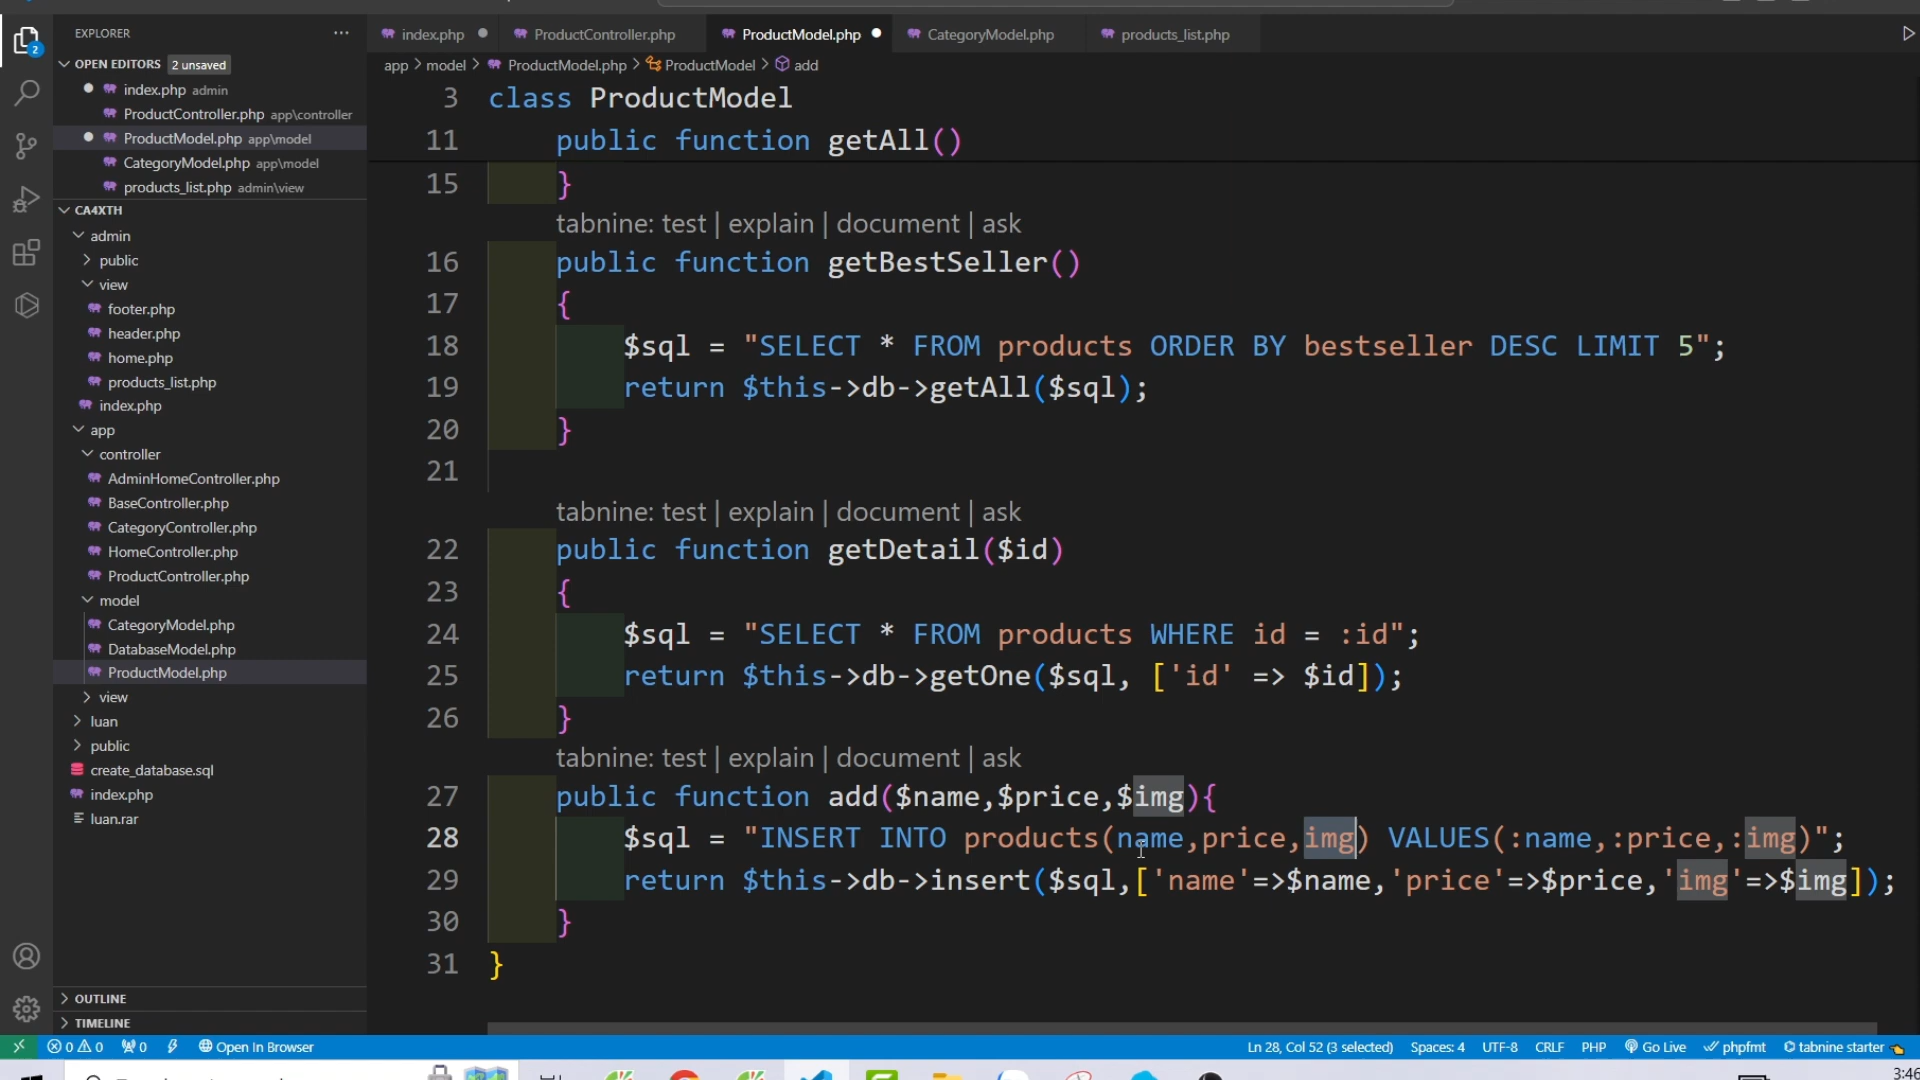 EXPLORER
index.php
ProductController.php
ProductModel.php
CategoryModel.php
products_list.php
OPEN EDITORS 2 unsaved
index.php admin
ProductController.php app\controller
ProductModel.php app\model
CategoryModel.php app\model
products_list.php admin\view
CA4XTH
admin
public
view
footer.php
header.php
home.php
products_list.php
index.php
app
controller
AdminHomeController.php
BaseController.php
CategoryController.php
HomeController.php
ProductController.php
model
CategoryModel.php
DatabaseModel.php
ProductModel.php
view
luan
public
create_database.sql
index.php
luan.rar
OUTLINE
TIMELINE
app > model > ProductModel.php > ProductModel > add
3 class ProductModel
11 public function getAll()
15 }
tabnine: test | explain | document | ask
16 public function getBestSeller()
17 {
18 $sql = "SELECT * FROM products ORDER BY bestseller DESC LIMIT 5";
19 return $this->db->getAll($sql);
20 }
21
tabnine: test | explain | document | ask
22 public function getDetail($id)
23 {
24 $sql = "SELECT * FROM products WHERE id = :id";
25 return $this->db->getOne($sql, ['id' => $id]);
26 }
tabnine: test | explain | document | ask
27 public function add($name,$price,$img){
28 $sql = "INSERT INTO products(name,price,img) VALUES(:name,:price,:img)";
29 return $this->db->insert($sql,['name'=>$name,'price'=>$price,'img'=>$img]);
30 }
31 }
0 0 0 Open In Browser Ln 28, Col 52 (3 selected) Spaces: 4 UTF-8 CRLF PHP Go Live phpfmt tabnine starter
3:46